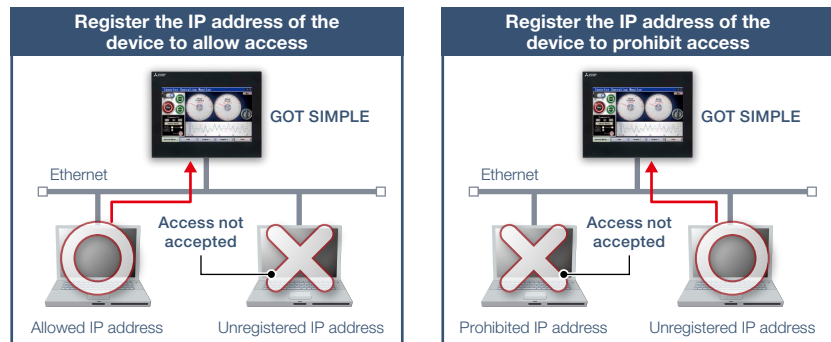 Register the IP address of the
device to allow access
GOT SIMPLE
Ethernet
Access not
accepted
Allowed IP address
Unregistered IP address
Register the IP address of the
device to prohibit access
GOT SIMPLE
Ethernet
Access not
accepted
Prohibited IP address
Unregistered IP address